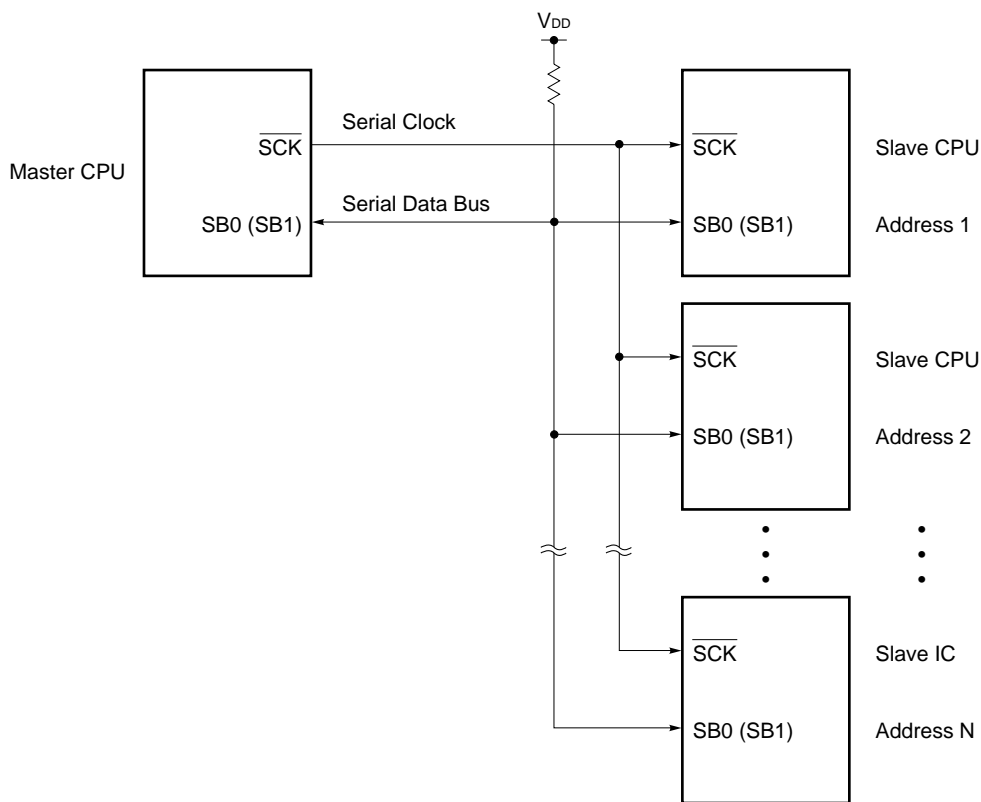 VDD
Serial Clock
SCK
SCK
Slave CPU
Master CPU
Serial Data Bus
SB0 (SB1)
SB0 (SB1)
Address 1
SCK
Slave CPU
SB0 (SB1)
Address 2
SCK
Slave IC
SB0 (SB1)
Address N